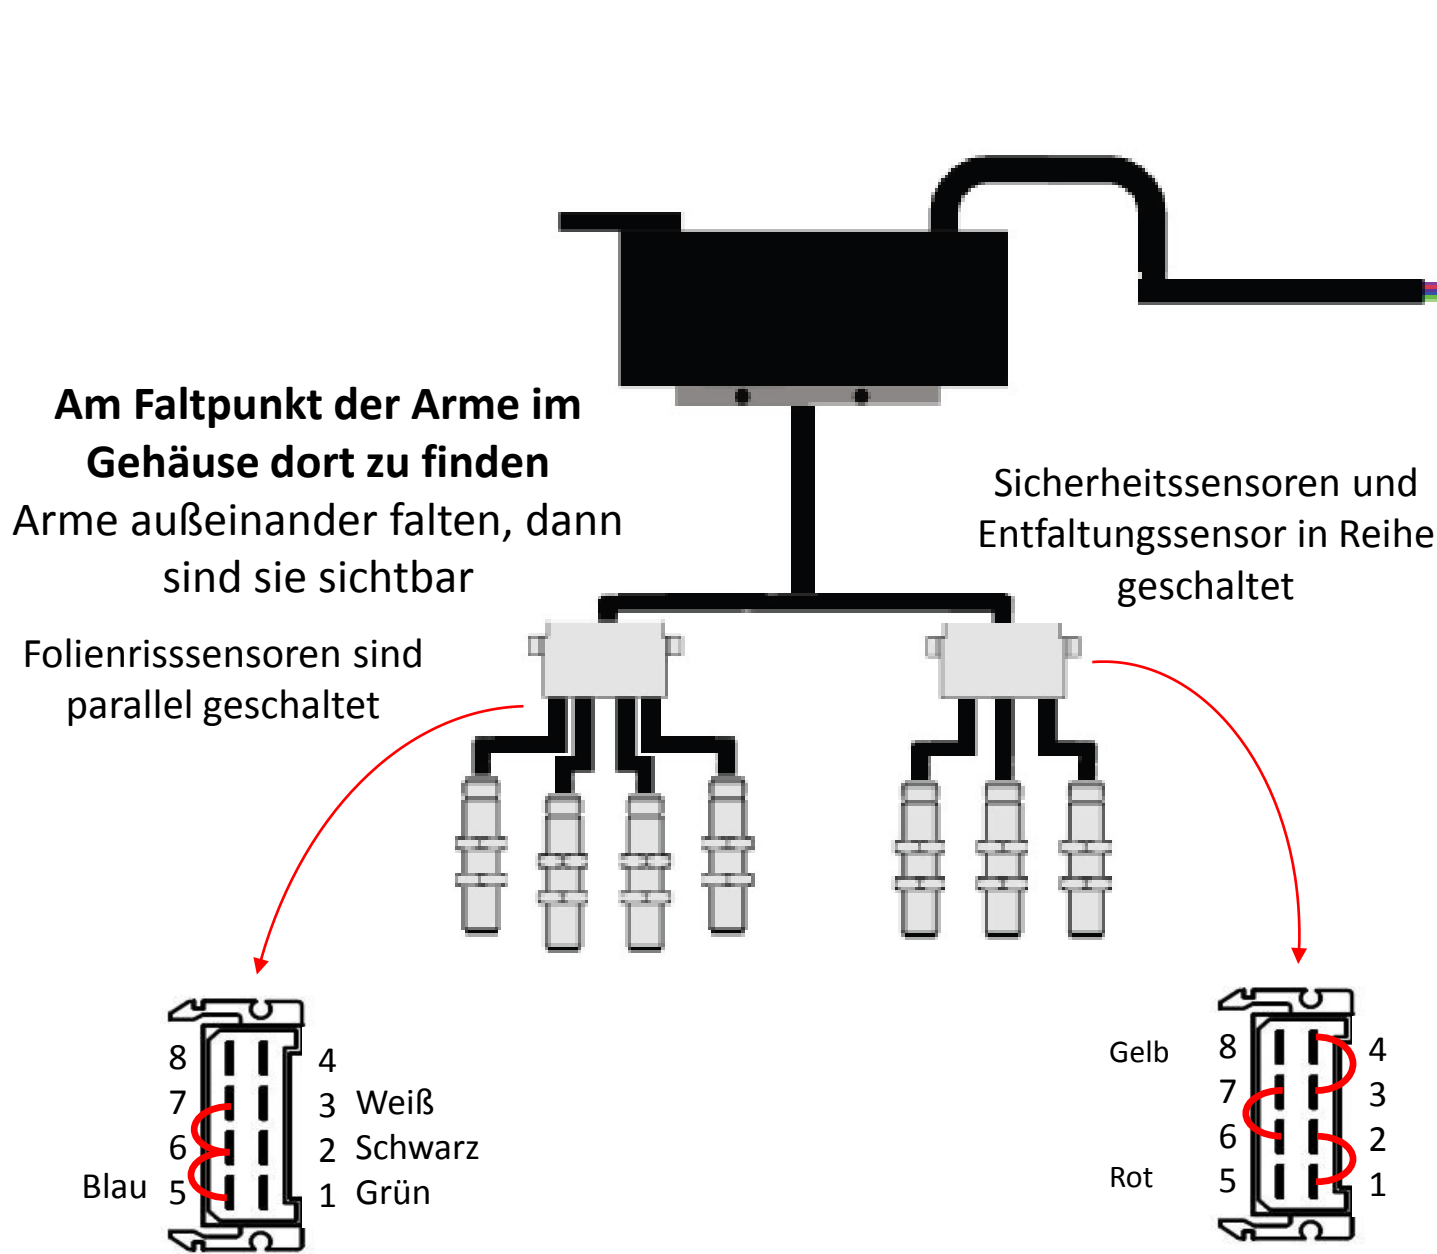 Am Faltpunkt der Arme im
Gehäuse dort zu finden
Arme außeinander falten, dann
sind sie sichtbar
Sicherheitssensoren und
Entfaltungssensor in Reihe
geschaltet
Folienrisssensoren sind
parallel geschaltet
8 4
7 3 Weiß
6 2 Schwarz
Blau 5 1 Grün
Gelb 8 4
7 3
6 2
Rot 5 1